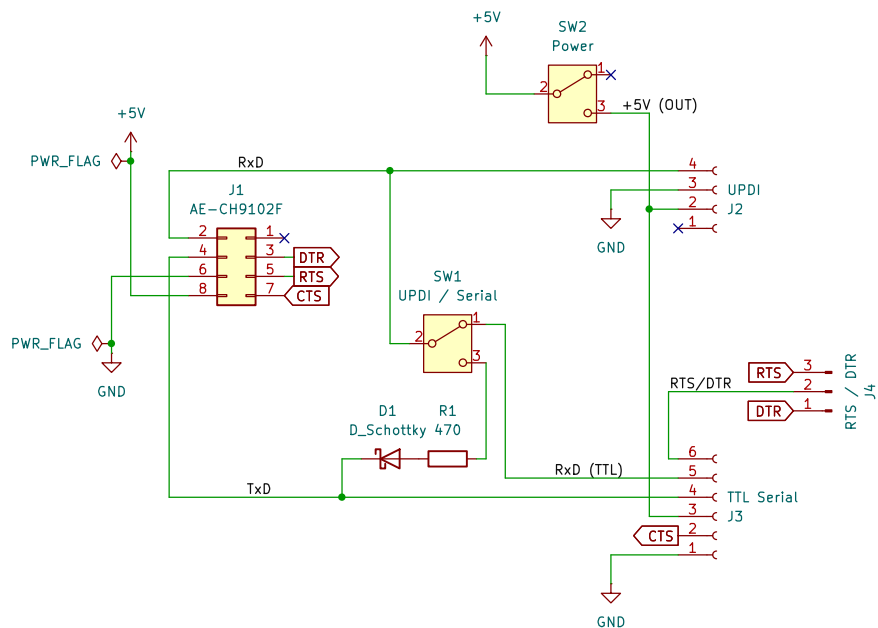 +5V
SW2
Power
1
2
3
+5V (OUT)
+5V
PWR_FLAG
RxD
4
3
UPDI
2
J2
1
GND
J1
AE-CH9102F
2
1
4
3
DTR
6
5
RTS
8
7
CTS
SW1
UPDI / Serial
1
2
3
PWR_FLAG
GND
RTS
3
RTS/DTR
2
DTR
1
RTS / DTR
J4
D1
R1
D_Schottky
470
6
RxD (TTL)
5
TxD
4
TTL Serial
3
J3
CTS
2
1
GND